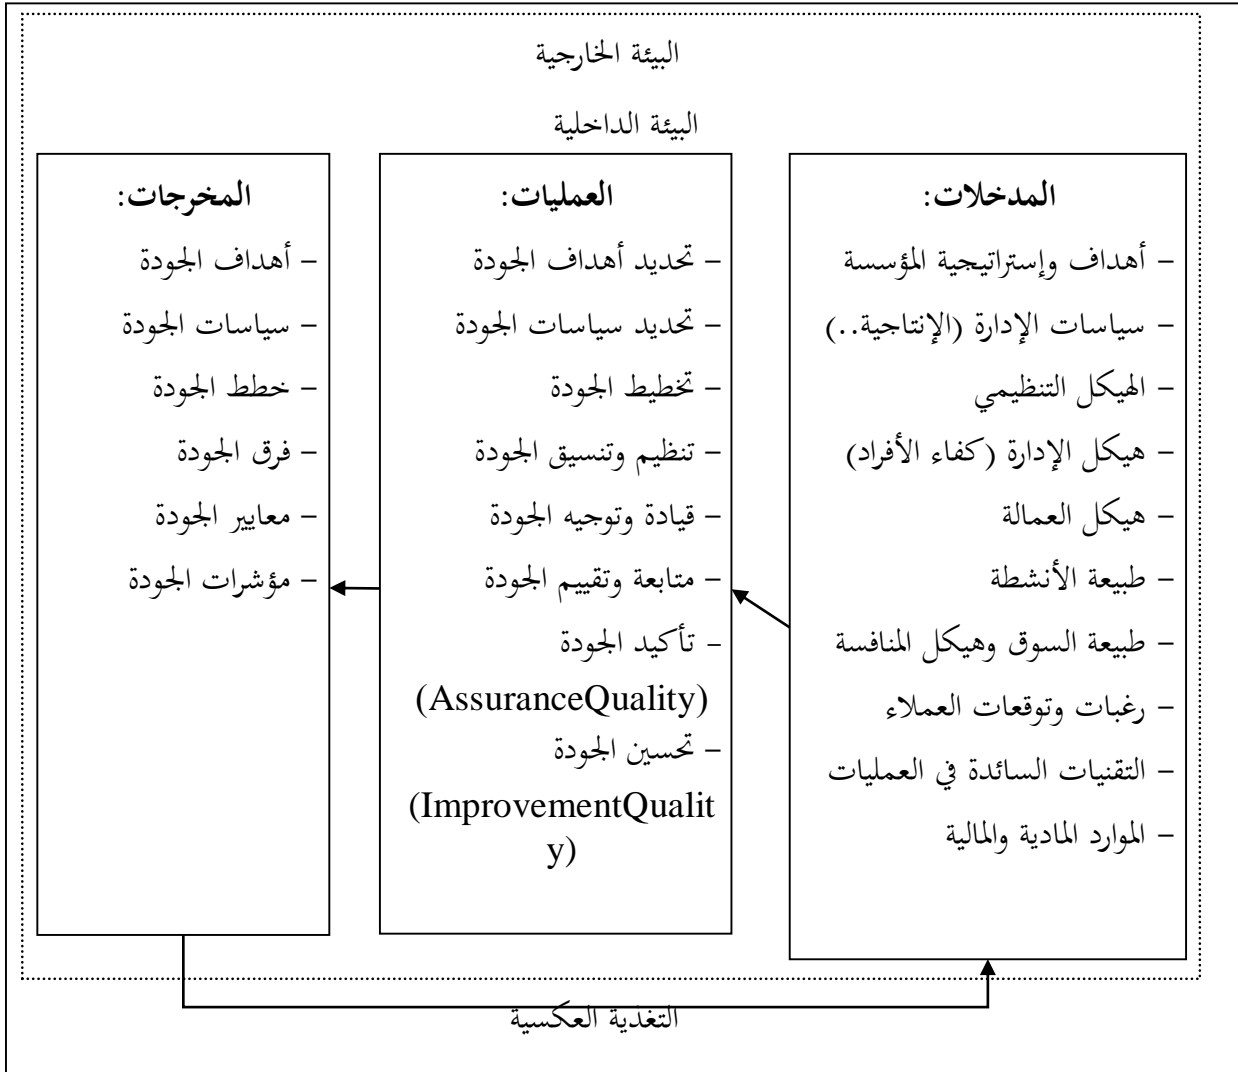 البيئة الخارجية
البيئة الداخلية
المدخلات:
– أهداف وإستراتيجية المؤسسة
– سياسات الإدارة (الإنتاجية..)
– الهيكل التنظيمي
– هيكل الإدارة (كفاء الأفراد)
– هيكل العمالة
– طبيعة الأنشطة
– طبيعة السوق وهيكل المنافسة
– رغبات وتوقعات العملاء
– التقنيات السائدة في العمليات
– الموارد المادية والمالية
العمليات:
– تحديد أهداف الجودة
– تحديد سياسات الجودة
– تخطيط الجودة
– تنظيم وتنسيق الجودة
– قيادة وتوجيه الجودة
– متابعة وتقييم الجودة
– تأكيد الجودة
(AssuranceQuality)
– تحسين الجودة
(ImprovementQualit
y)
المخرجات:
– أهداف الجودة
– سياسات الجودة
– خطط الجودة
– فرق الجودة
– معايير الجودة
– مؤشرات الجودة
التغذية العكسية